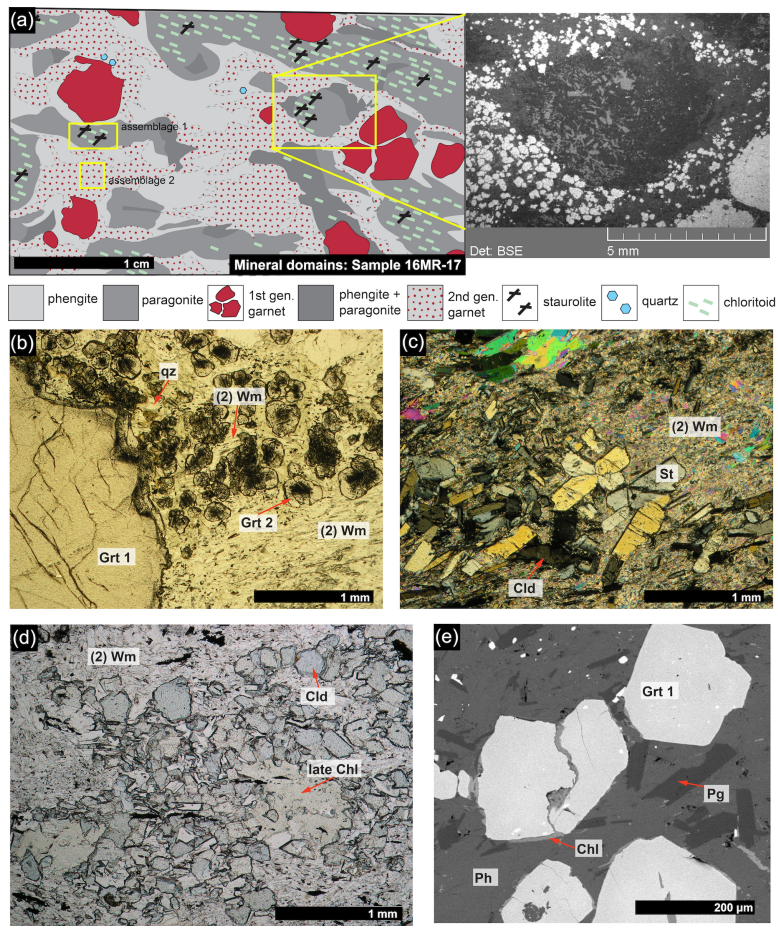 (a)
assemblage 1
assemblage 2
1 cm
Mineral domains: Sample 16MR-17
Det: BSE
5 mm
phengite
paragonite
1st gen.
garnet
phengite +
paragonite
2nd gen.
garnet
staurolite
quartz
chloritoid
(b)
qz
(2) Wm
Grt 2
(2) Wm
Grt 1
1 mm
(c)
(2) Wm
St
Cld
1 mm
(d)
(2) Wm
Cld
late Chl
1 mm
(e)
Grt 1
Pg
Chl
Ph
200 µm